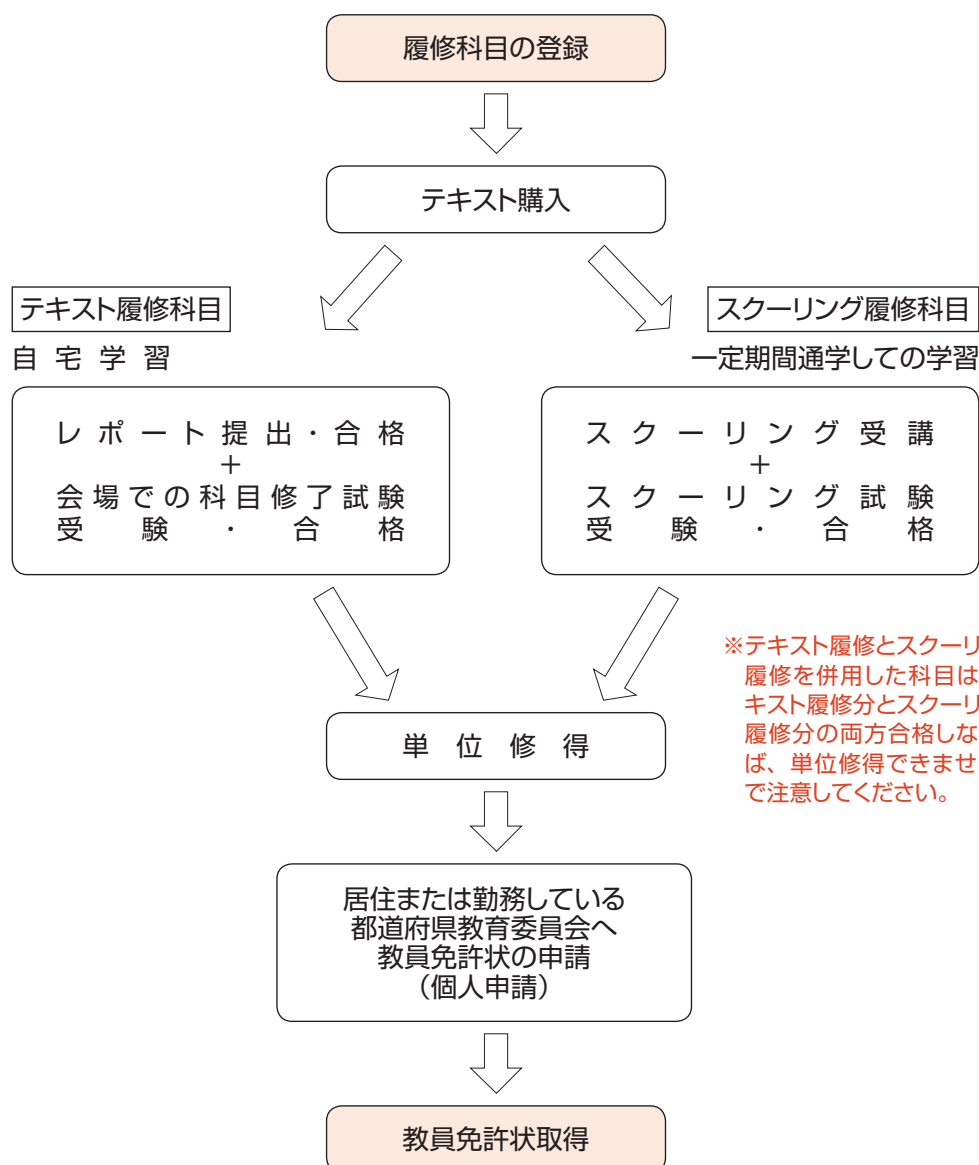 履修科目の登録
テキスト購入
テキスト履修科目
自宅学習
レポート提出・合格
+
会場での科目修了試験
受験・合格
スクーリング履修科目
一定期間通学しての学習
スクーリング受講
+
スクーリング試験
受験・合格
※テキスト履修とスクーリ
履修を併用した科目は
キスト履修分とスクーリ
履修分の両方合格しな
ば、単位修得できませ
で注意してください。
単位修得
居住または勤務している
都道府県教育委員会へ
教員免許状の申請
（個人申請）
教員免許状取得